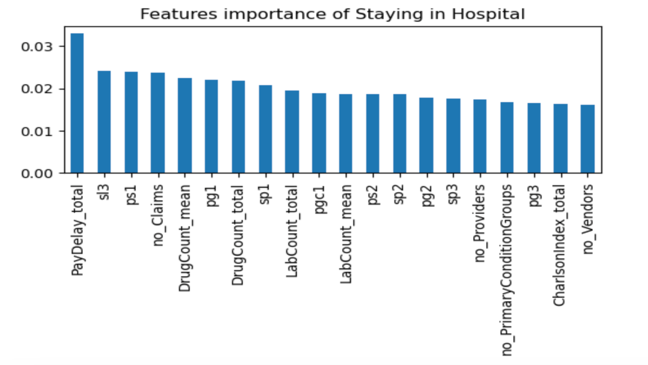 Features importance of Staying in Hospital
0.03
0.02
0.01
0.00
PayDelay_total
sl3
ps1
no_Claims
DrugCount_mean
pg1
DrugCount_total
sp1
LabCount_total
pgc1
LabCount_mean
ps2
sp2
pg2
sp3
no_Providers
no_PrimaryConditionGroups
pg3
CharlsonIndex_total
no_Vendors